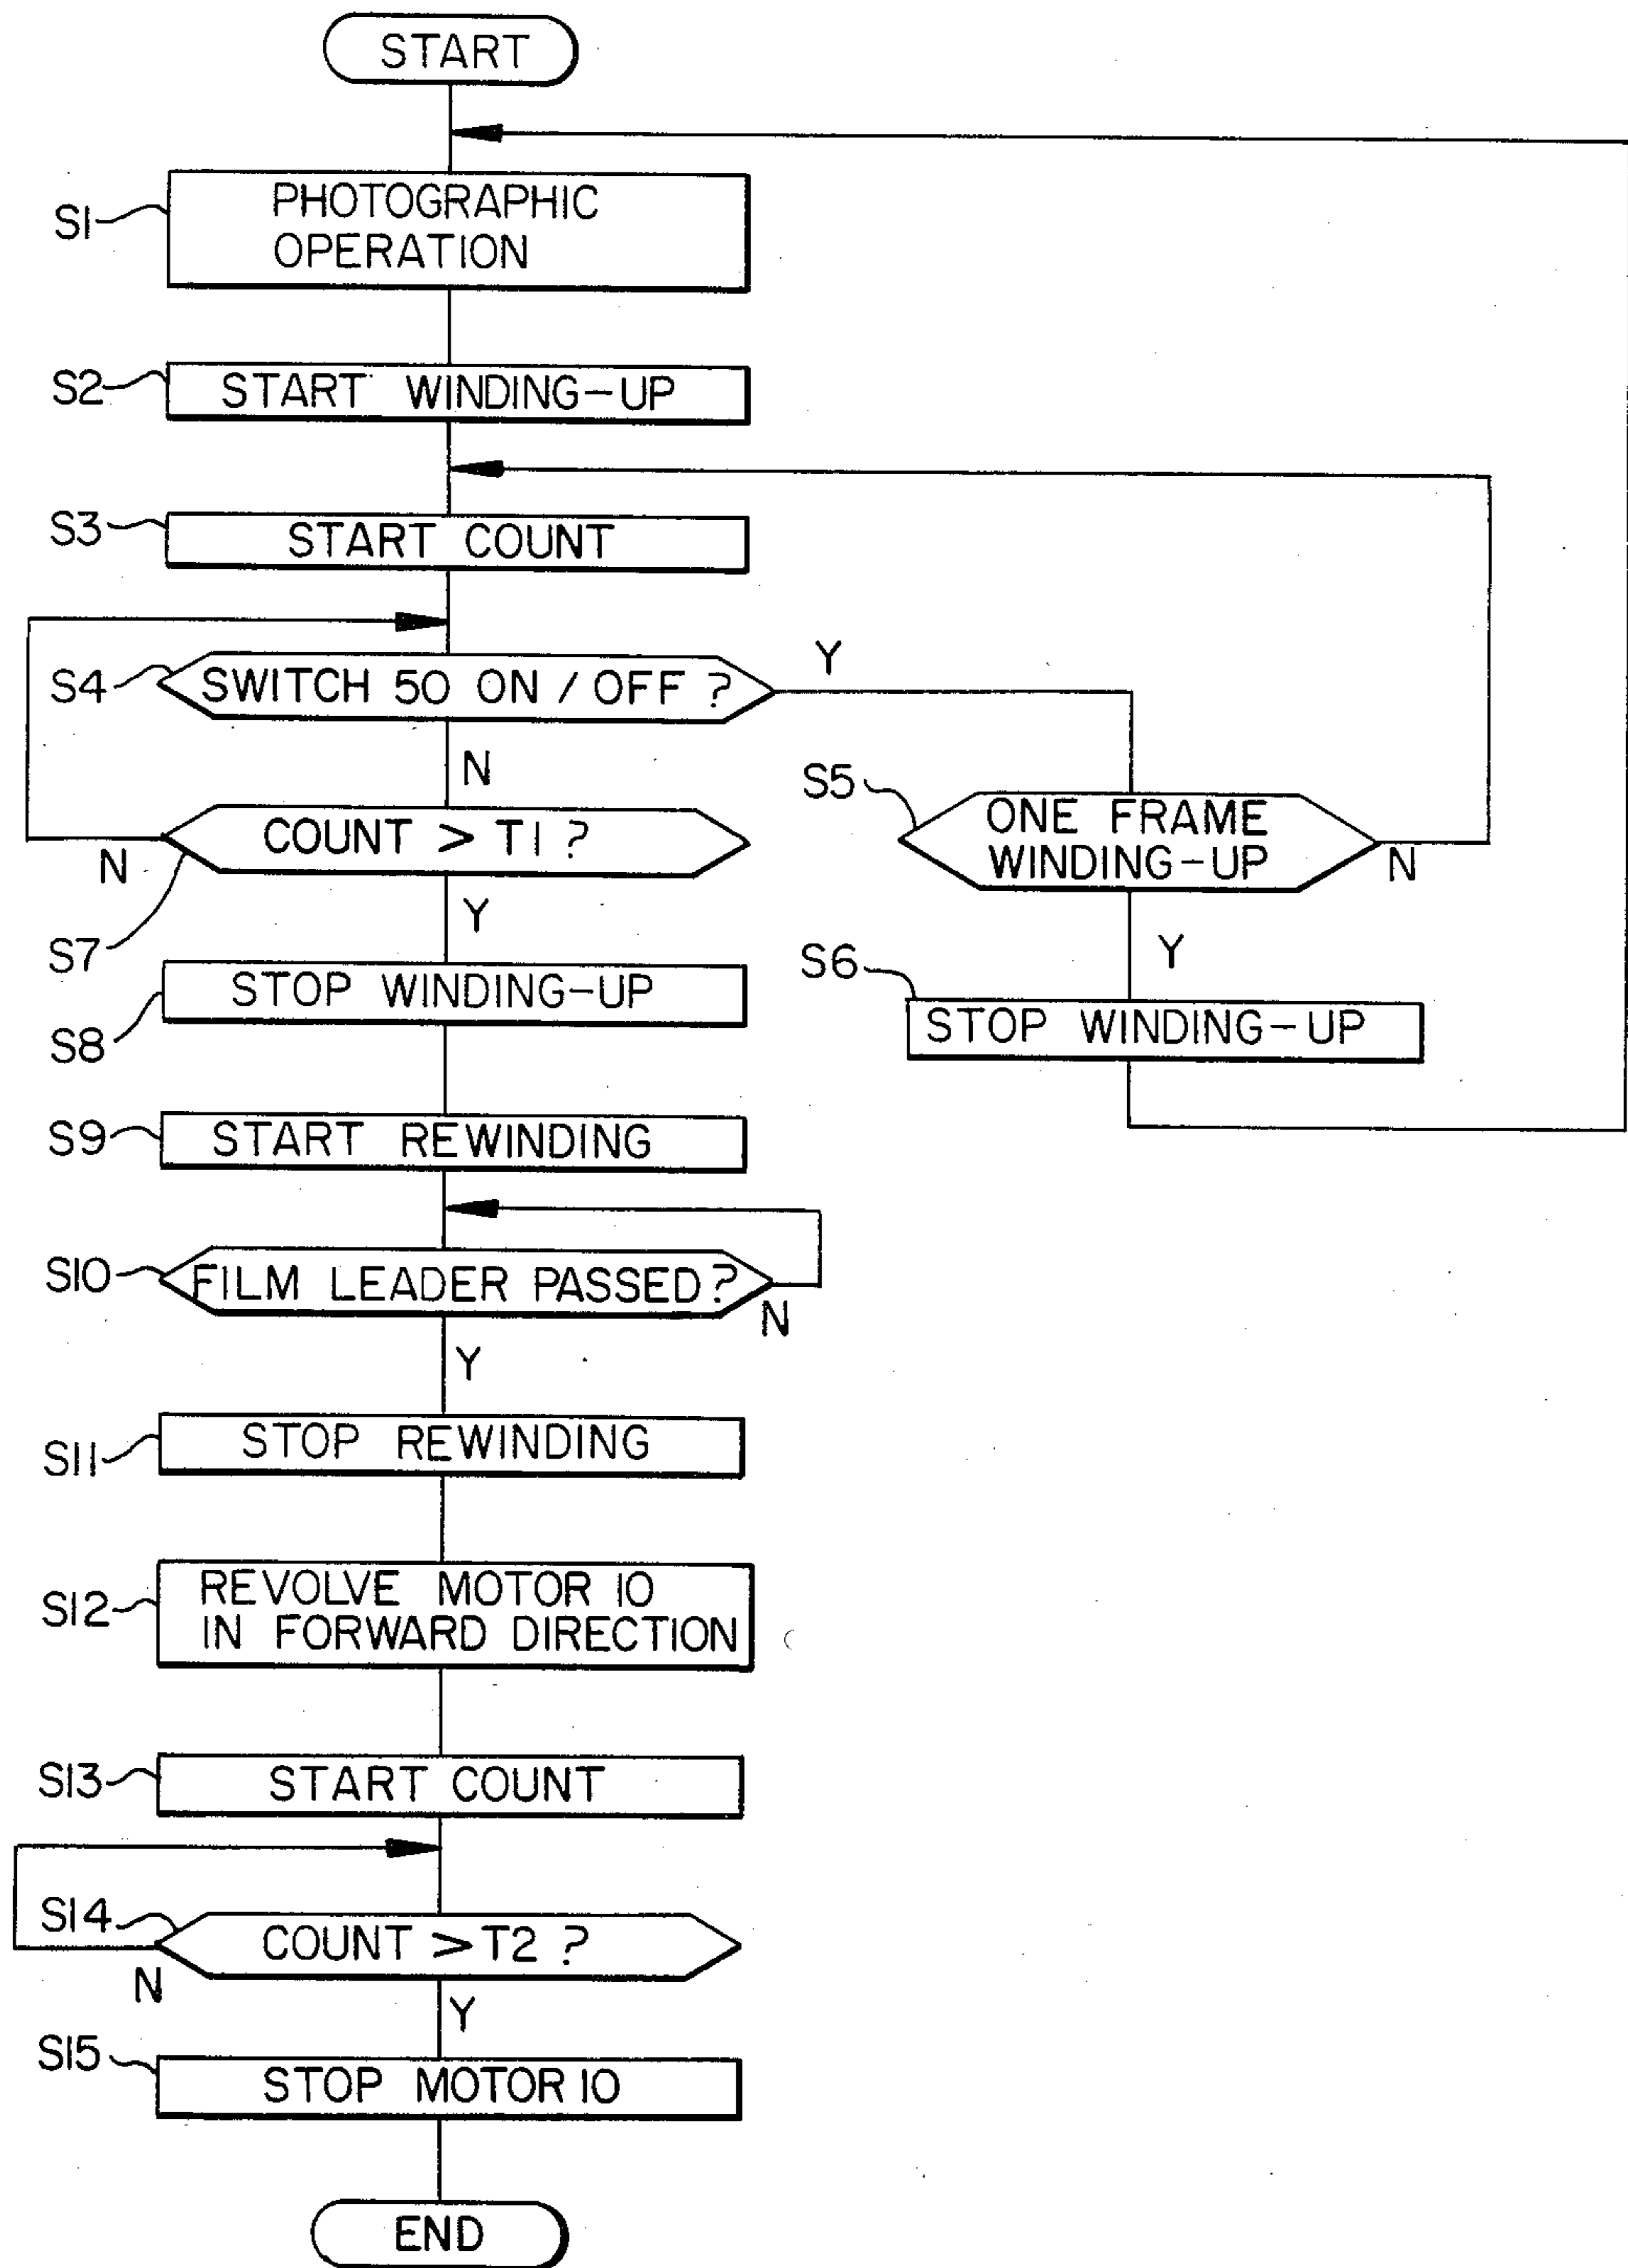 START
S1
PHOTOGRAPHIC
OPERATION
S2
START WINDING-UP
S3
START COUNT
S4
SWITCH 50 ON / OFF ?
Y
N
S5
ONE FRAME
WINDING-UP
N
S7
COUNT > T1 ?
N
Y
Y
S6
STOP WINDING-UP
S8
STOP WINDING-UP
S9
START REWINDING
S10
FILM LEADER PASSED ?
N
Y
S11
STOP REWINDING
S12
REVOLVE MOTOR 10
IN FORWARD DIRECTION
S13
START COUNT
S14
COUNT > T2 ?
N
Y
S15
STOP MOTOR 10
END